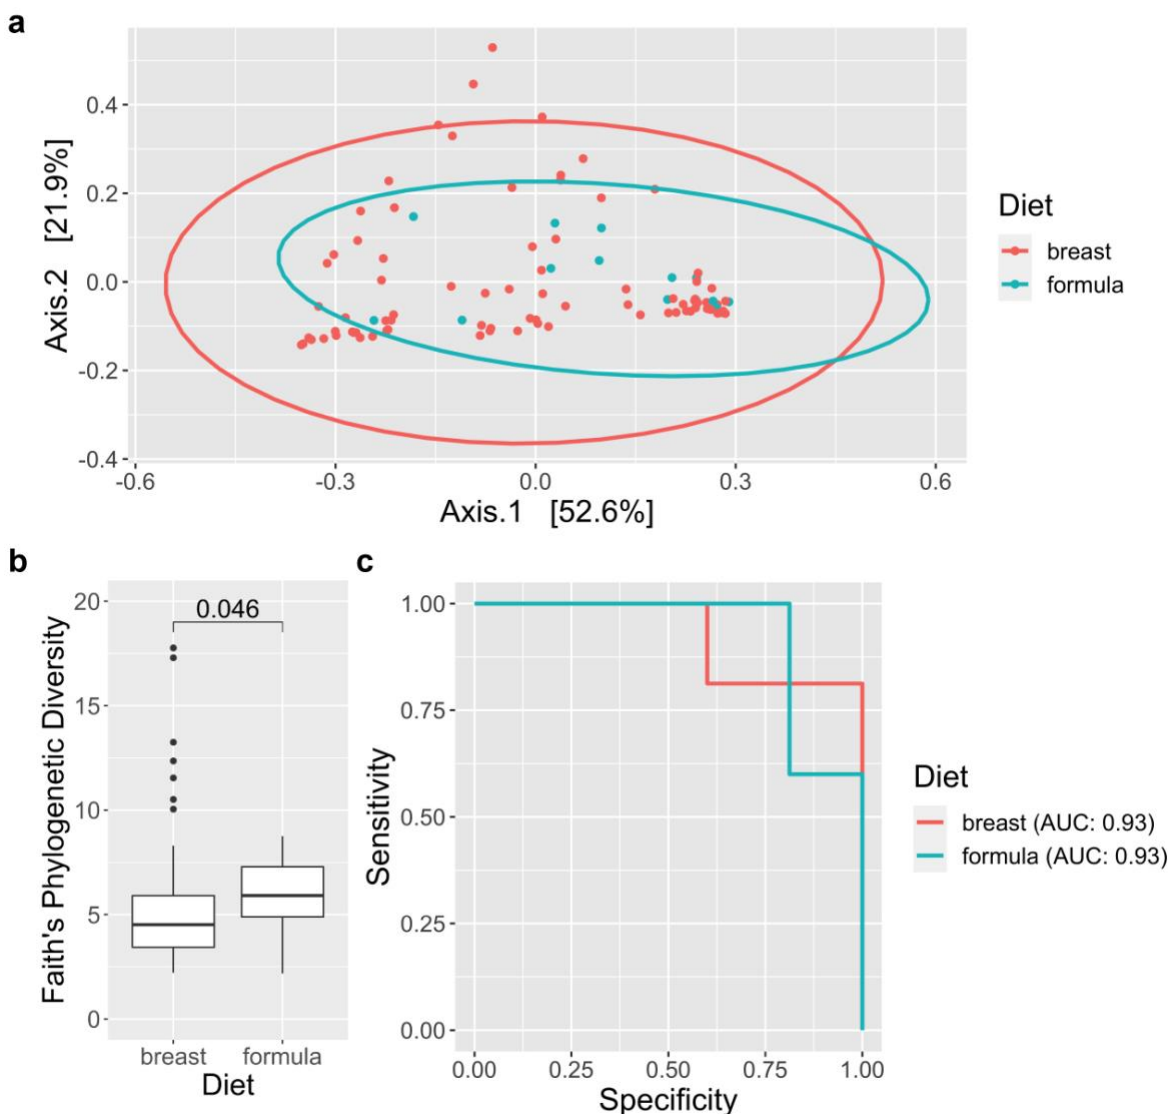 a
Axis.2 [21.9%]
0.4
0.2
0.0
-0.2
-0.4
-0.6 -0.3 0.0 0.3 0.6
Axis.1 [52.6%]
Diet
breast
formula
b
Faith's Phylogenetic Diversity
20
15
10
5
0
0.046
breast formula
Diet
c
Sensitivity
1.00
0.75
0.50
0.25
0.00
0.00 0.25 0.50 0.75 1.00
Specificity
Diet
breast (AUC: 0.93)
formula (AUC: 0.93)